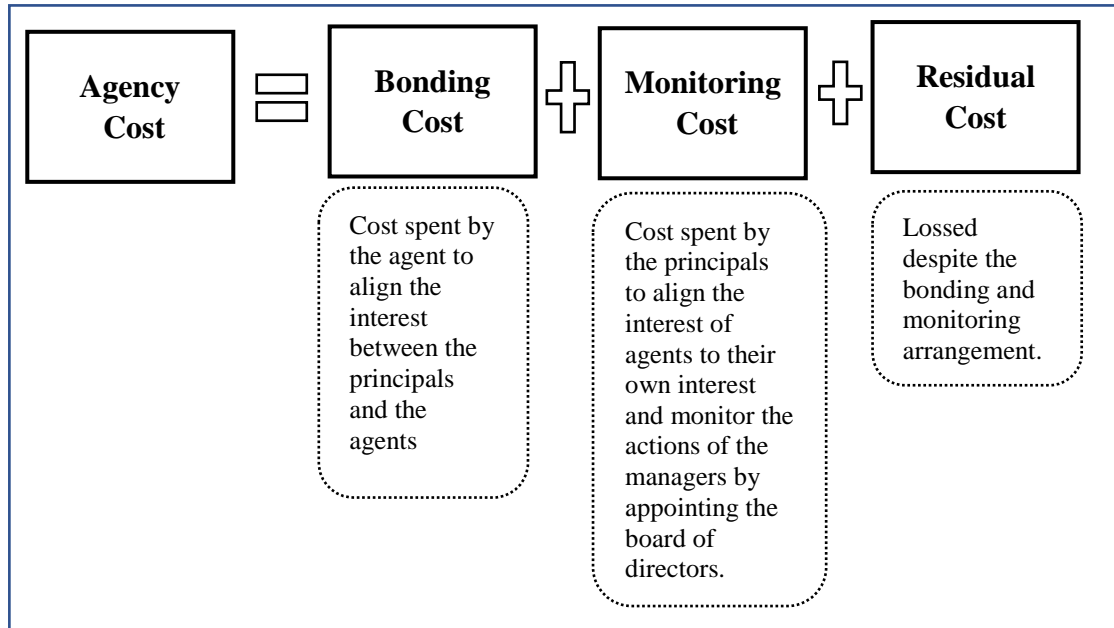 Agency
Cost
Bonding
Cost
Monitoring
Cost
Residual
Cost
Cost spent by
the agent to
align the
interest
between the
principals
and the
agents
Cost spent by
the principals
to align the
interest of
agents to their
own interest
and monitor the
actions of the
managers by
appointing the
board of
directors.
Lossed
despite the
bonding and
monitoring
arrangement.